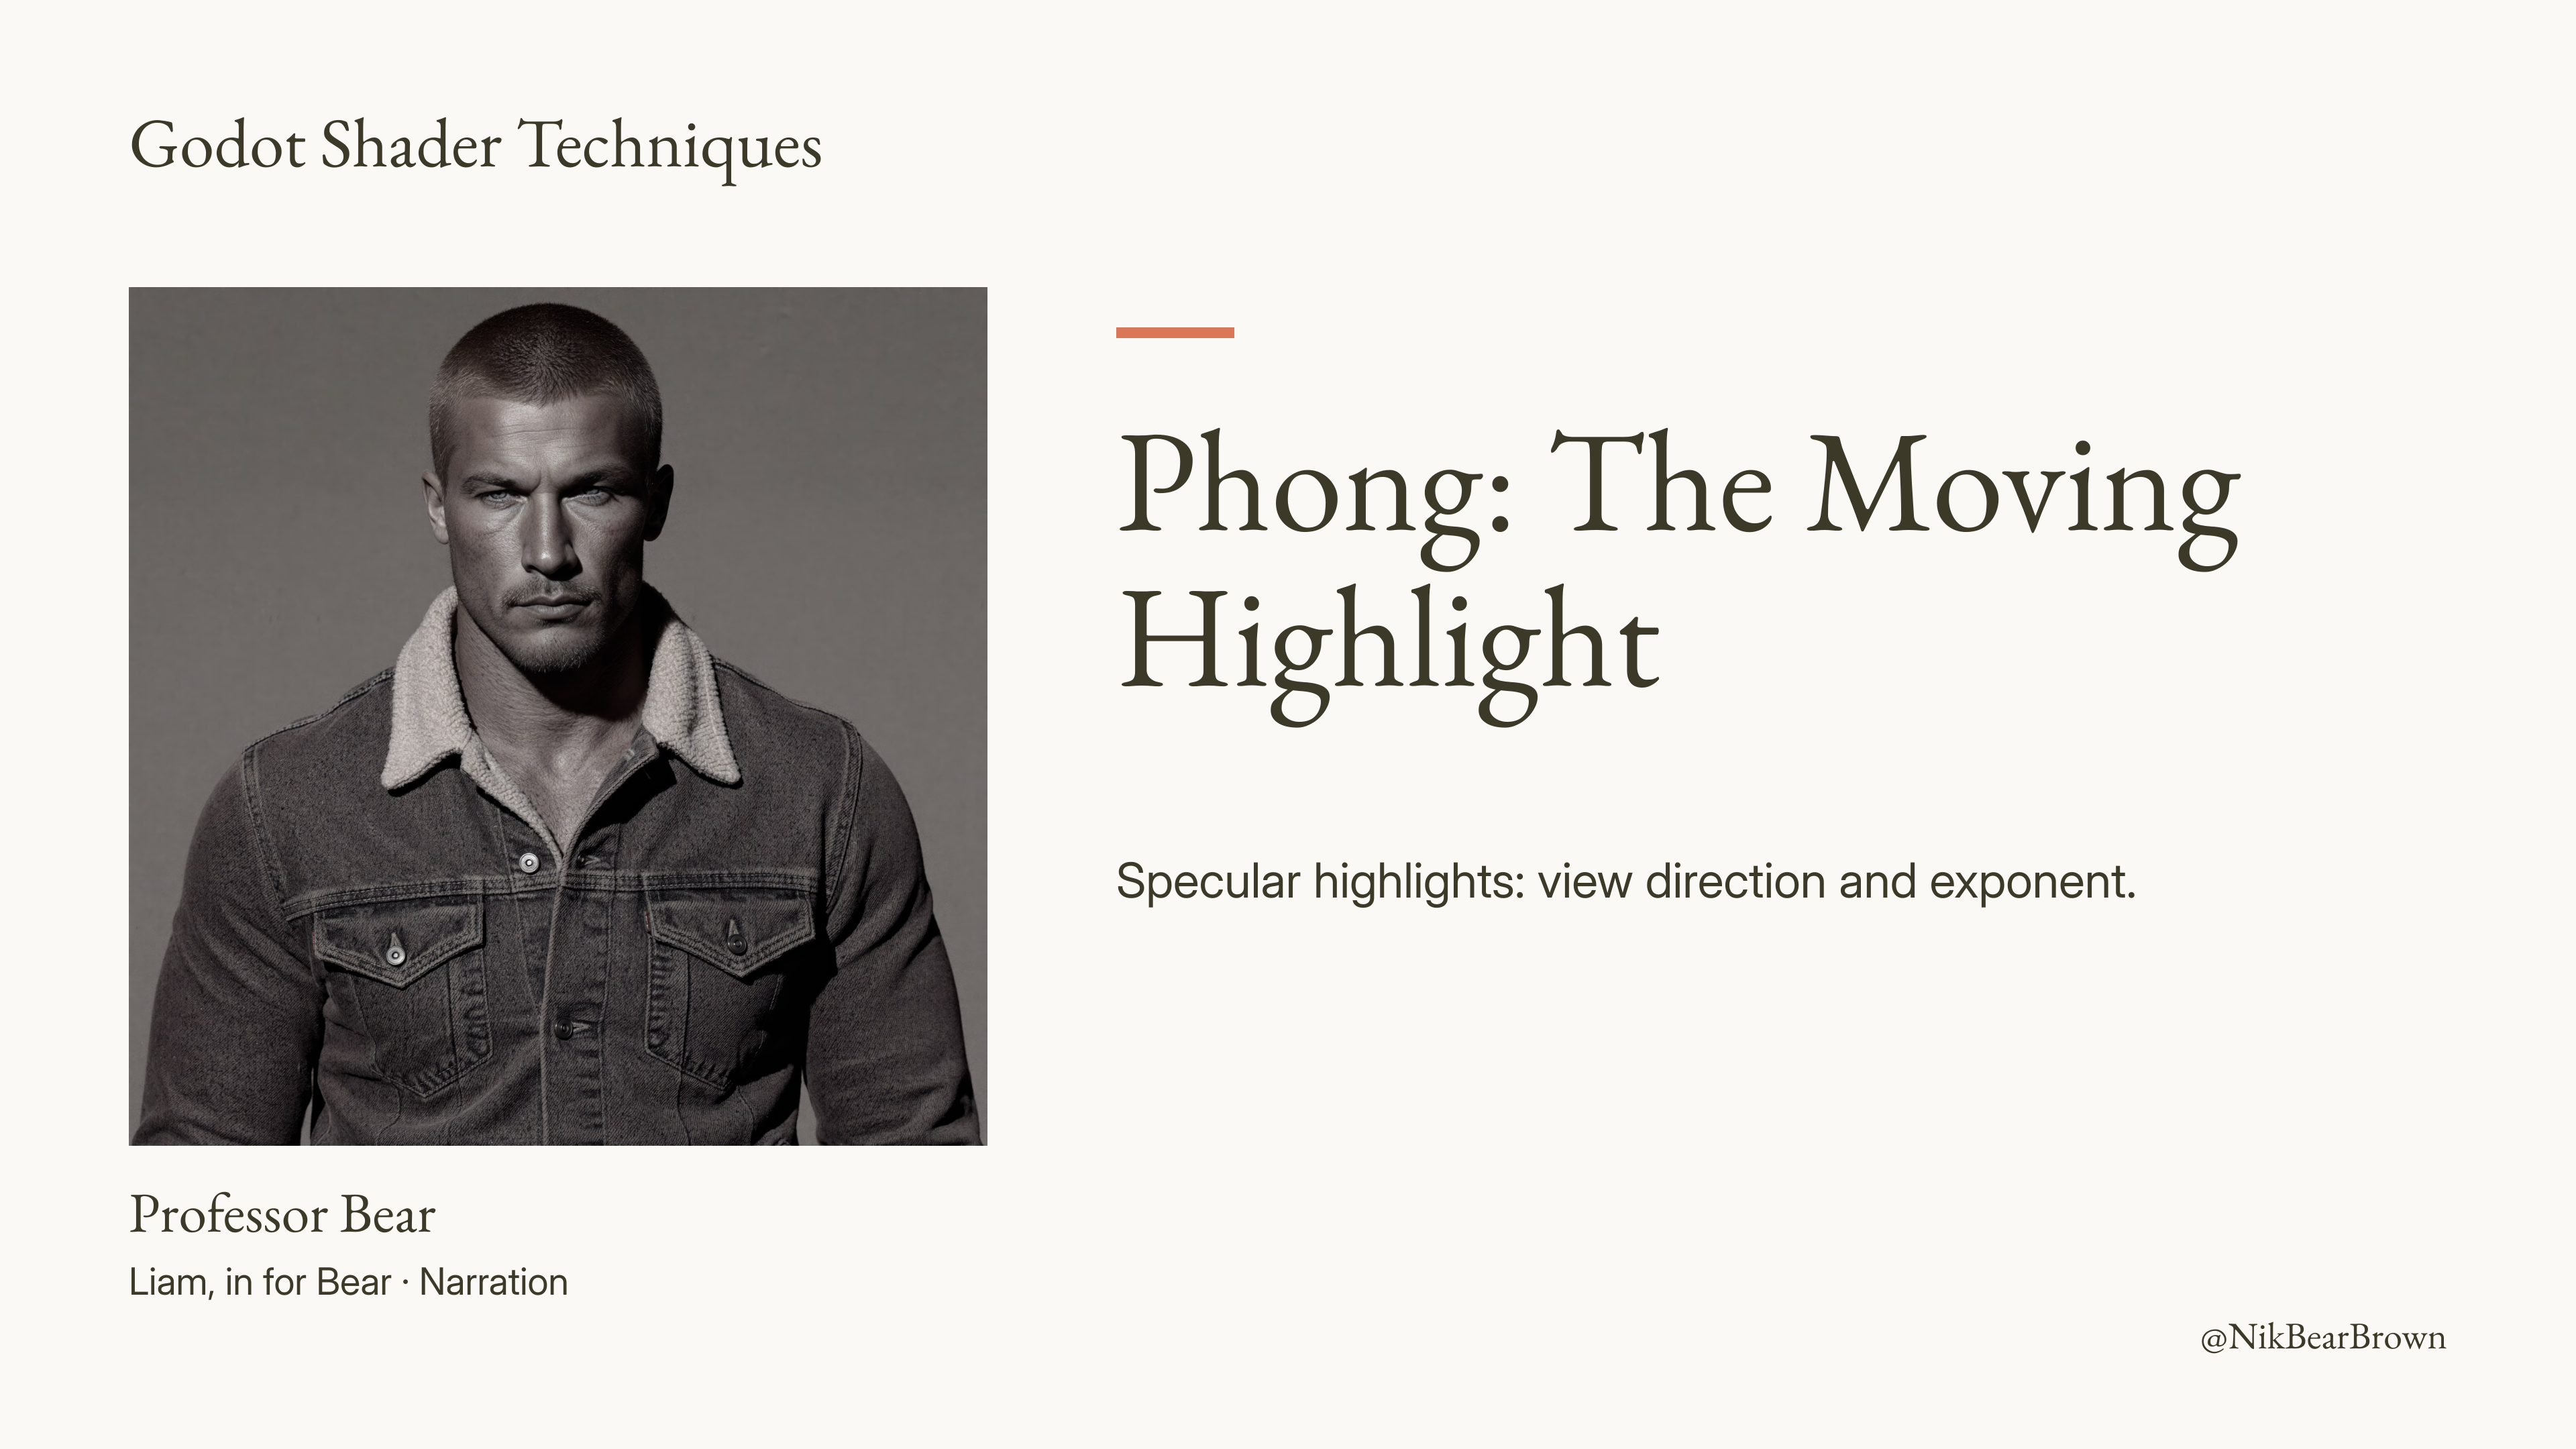 Godot Shader Techniques
Phong: The Moving
Highlight
Specular highlights: view direction and exponent.
Professor Bear
Liam, in for Bear · Narration
@NikBearBrown